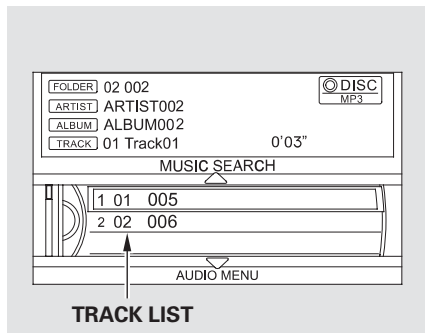 FOLDER 02 002
DISC
MP3
ARTIST ARTIST002
ALBUM ALBUM002
TRACK 01 Track01 0'03"
MUSIC SEARCH
1 01 005
2 02 006
AUDIO MENU
TRACK LIST